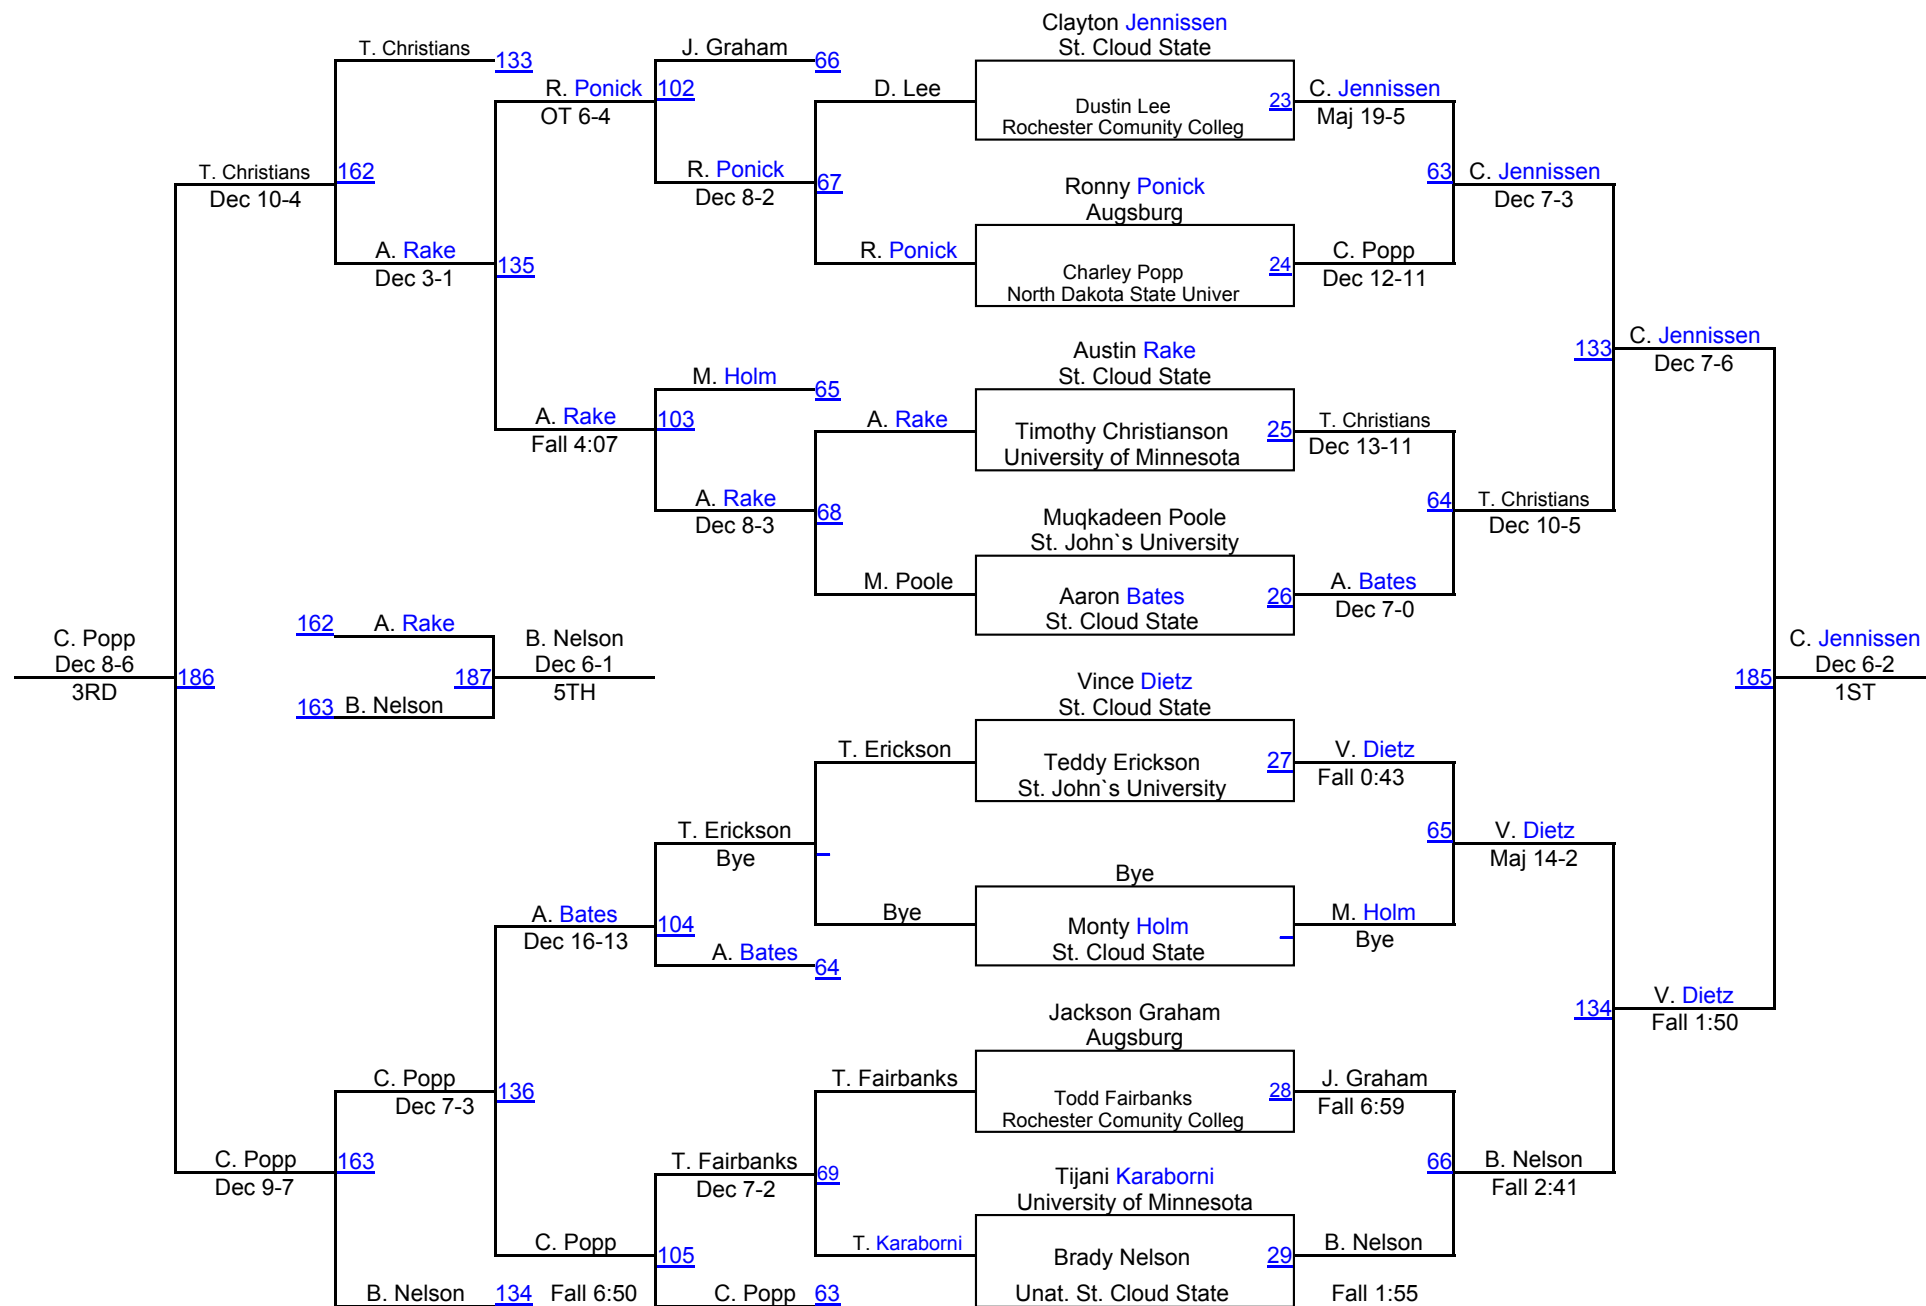 Clayton Jennissen
St. Cloud State
T. Christians
133
J. Graham
66
R. Ponick
102
OT 6-4
D. Lee
Dustin Lee
23
Rochester Comunity Colleg
C. Jennissen
Maj 19-5
T. Christians
162
Dec 10-4
R. Ponick
67
Dec 8-2
Ronny Ponick
Augsburg
63
C. Jennissen
Dec 7-3
A. Rake
135
Dec 3-1
R. Ponick
Charley Popp
24
North Dakota State Univer
C. Popp
Dec 12-11
Austin Rake
St. Cloud State
133
C. Jennissen
Dec 7-6
M. Holm
65
A. Rake
103
Fall 4:07
A. Rake
Timothy Christianson
25
University of Minnesota
T. Christians
Dec 13-11
A. Rake
68
Dec 8-3
Muqkadeen Poole
St. John`s University
64
T. Christians
Dec 10-5
M. Poole
Aaron Bates
26
St. Cloud State
A. Bates
Dec 7-0
C. Popp
Dec 8-6
186
3RD
162
A. Rake
187
163
B. Nelson
B. Nelson
Dec 6-1
5TH
Vince Dietz
St. Cloud State
185
C. Jennissen
Dec 6-2
1ST
T. Erickson
Teddy Erickson
27
St. John`s University
V. Dietz
Fall 0:43
T. Erickson
Bye
65
V. Dietz
Maj 14-2
Bye
Bye
Monty Holm
St. Cloud State
M. Holm
Bye
A. Bates
104
Dec 16-13
A. Bates
64
Jackson Graham
Augsburg
134
V. Dietz
Fall 1:50
C. Popp
136
Dec 7-3
T. Fairbanks
Todd Fairbanks
28
Rochester Comunity Colleg
J. Graham
Fall 6:59
C. Popp
163
Dec 9-7
T. Fairbanks
69
Dec 7-2
Tijani Karaborni
University of Minnesota
66
B. Nelson
Fall 2:41
C. Popp
105
Fall 6:50
T. Karaborni
Brady Nelson
29
Unat. St. Cloud State
B. Nelson
Fall 1:55
B. Nelson
134
C. Popp
63